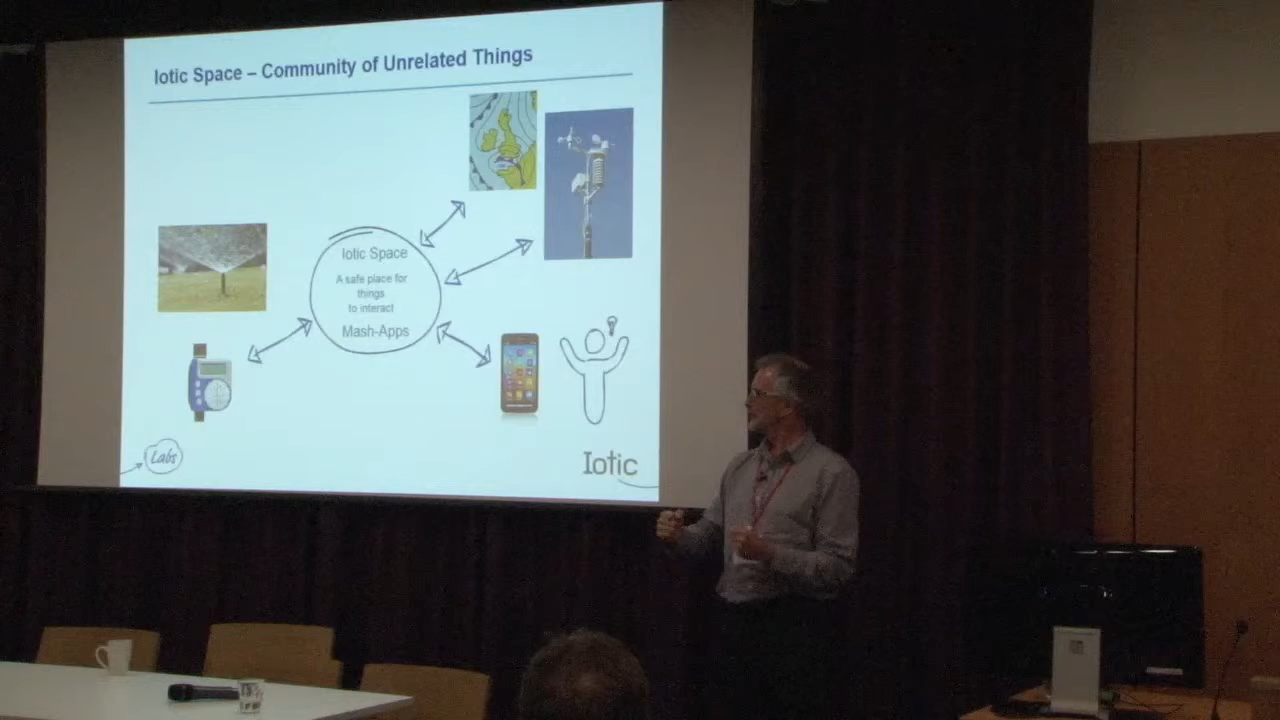 Iotic Space – Community of Unrelated Things
Iotic Space
A safe place for
things
to interact
Mash-Apps
Labs
Iotic